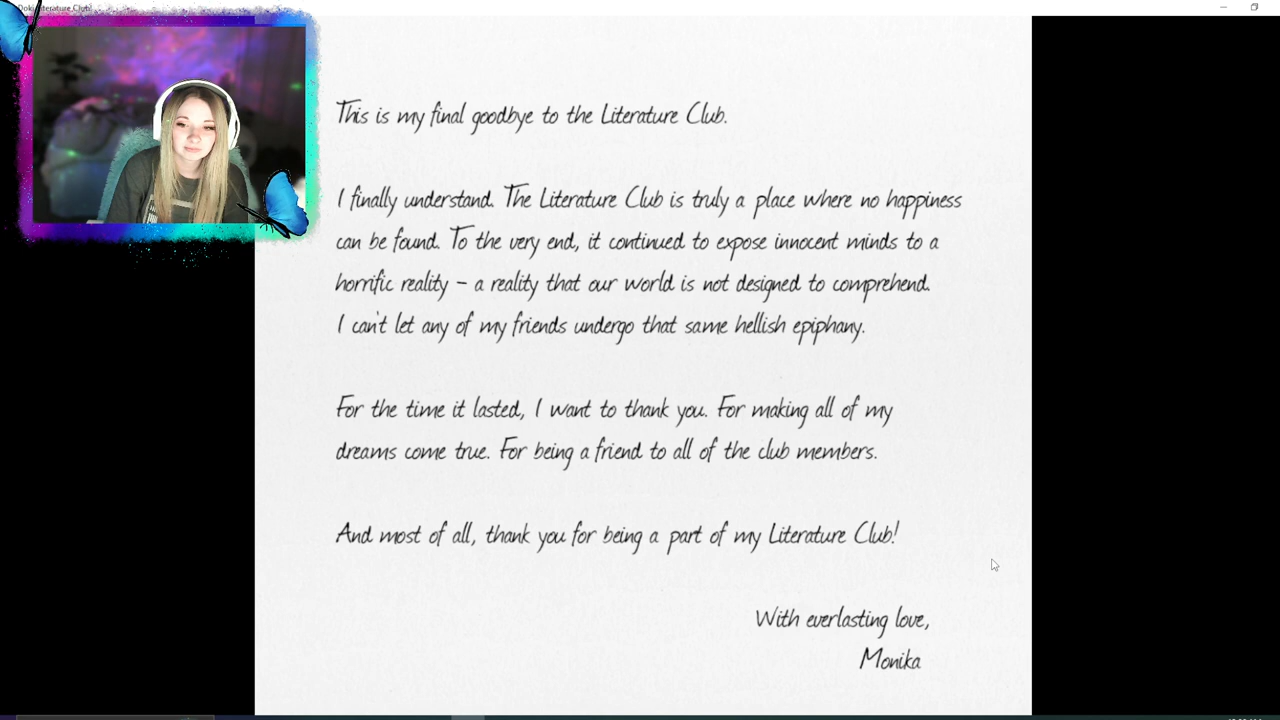 Doki Literature Club!
This is my final goodbye to the Literature Club.
I finally understand. The Literature Club is truly a place where no happiness
can be found. To the very end, it continued to expose innocent minds to a
horrific reality – a reality that our world is not designed to comprehend.
I can't let any of my friends undergo that same hellish epiphany.
For the time it lasted, I want to thank you. For making all of my
dreams come true. For being a friend to all of the club members.
And most of all, thank you for being a part of my Literature Club!
With everlasting love,
Monika